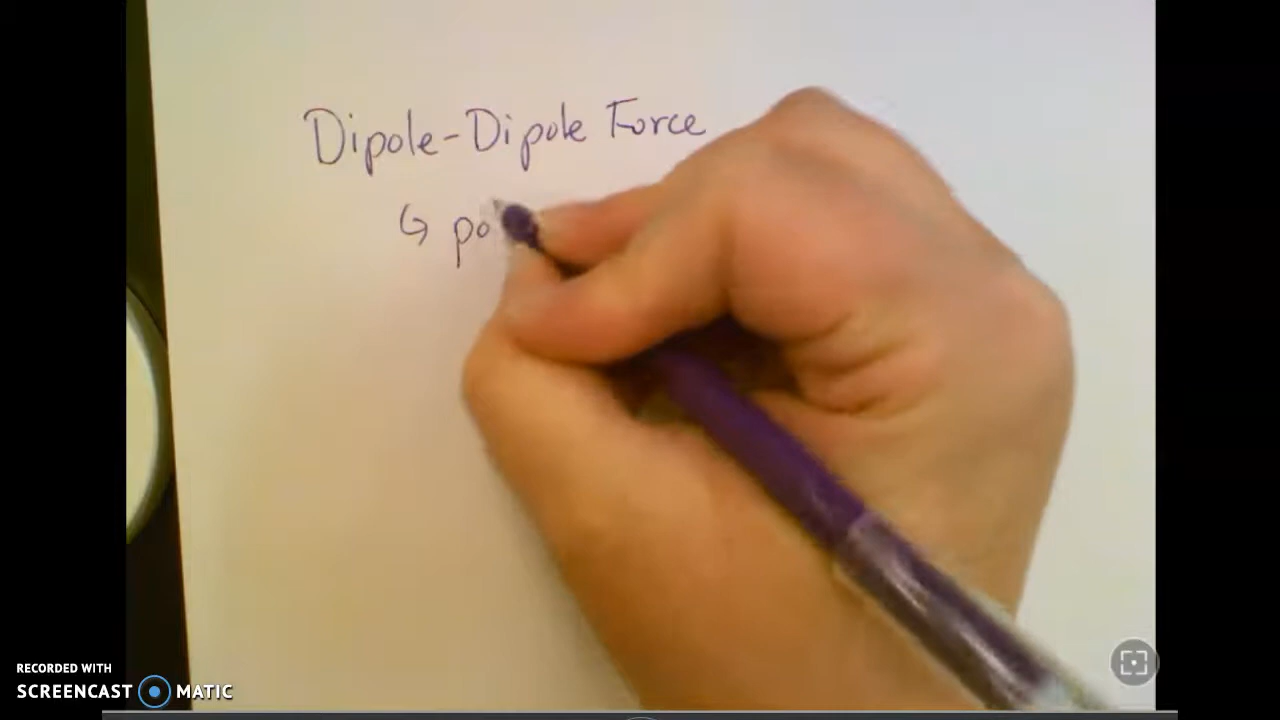 Dipole-Dipole Force
↳ po
RECORDED WITH
SCREENCAST MATIC